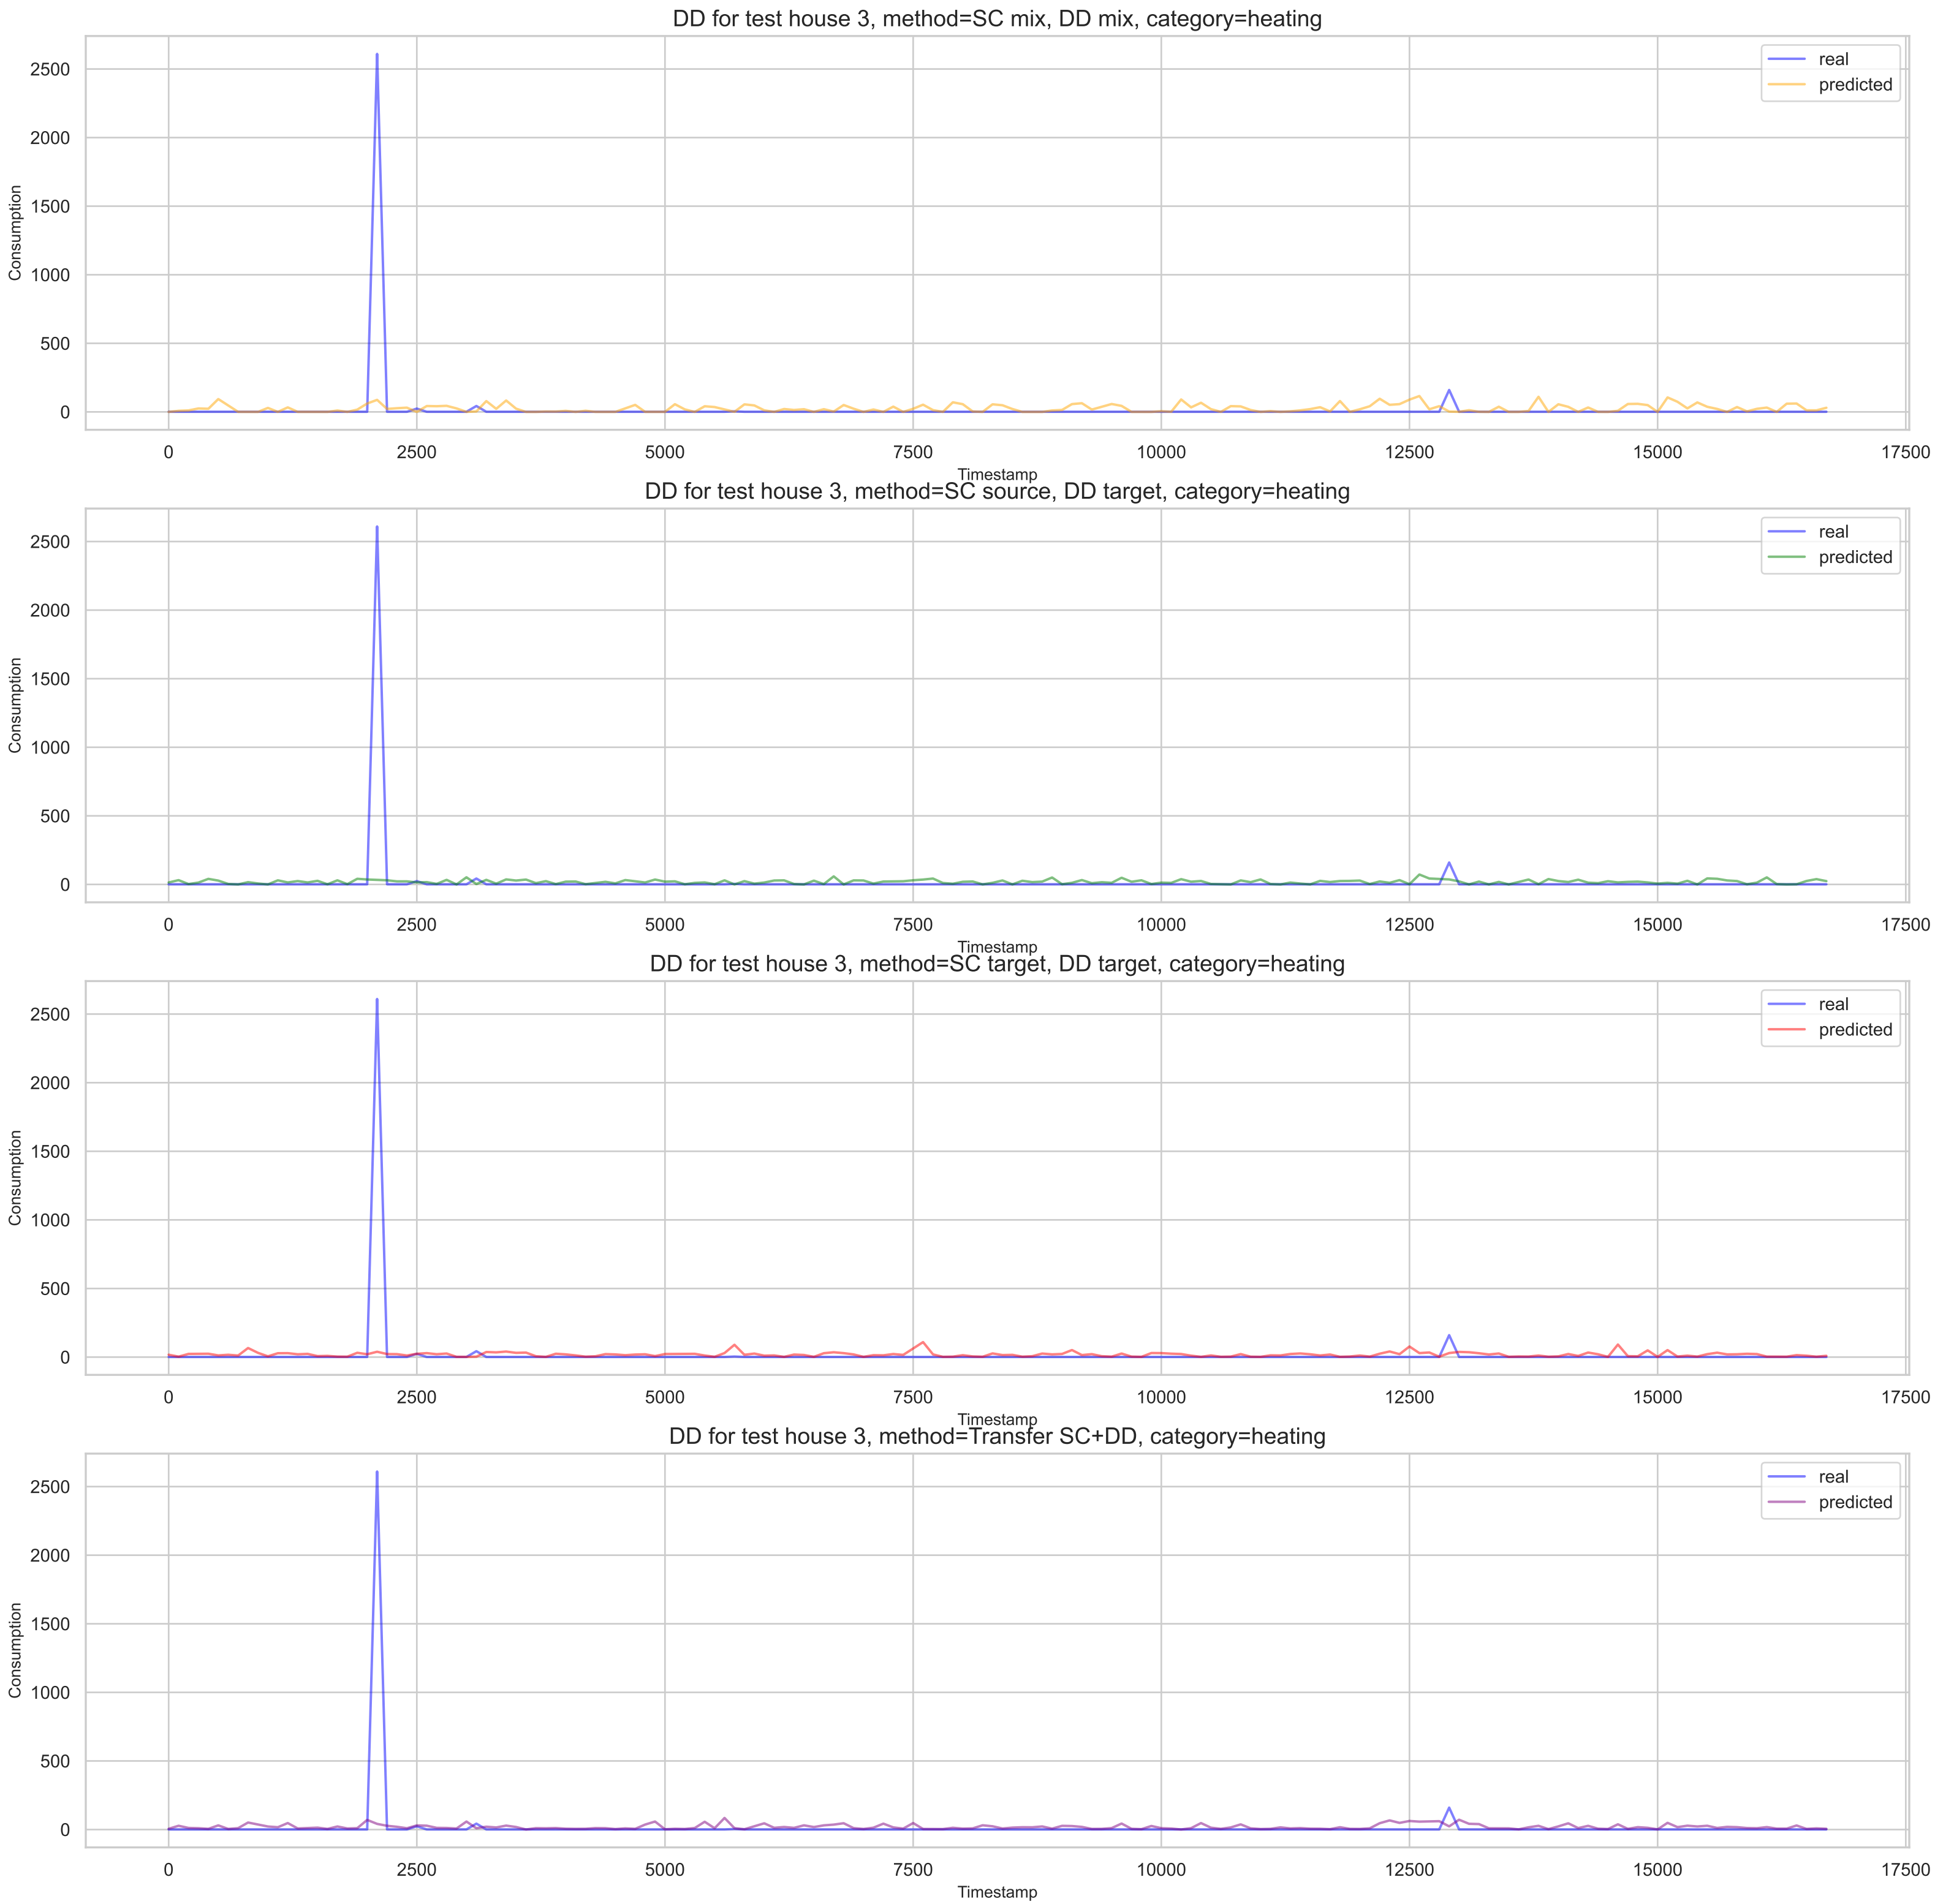 DD for test house 3, method=SC mix, DD mix, category=heating
real
predicted
2500
2000
1500
1000
500
0
Consumption
0 2500 5000 7500 10000 12500 15000 17500
Timestamp
DD for test house 3, method=SC source, DD target, category=heating
real
predicted
2500
2000
1500
1000
500
0
Consumption
0 2500 5000 7500 10000 12500 15000 17500
Timestamp
DD for test house 3, method=SC target, DD target, category=heating
real
predicted
2500
2000
1500
1000
500
0
Consumption
0 2500 5000 7500 10000 12500 15000 17500
Timestamp
DD for test house 3, method=Transfer SC+DD, category=heating
real
predicted
2500
2000
1500
1000
500
0
Consumption
0 2500 5000 7500 10000 12500 15000 17500
Timestamp